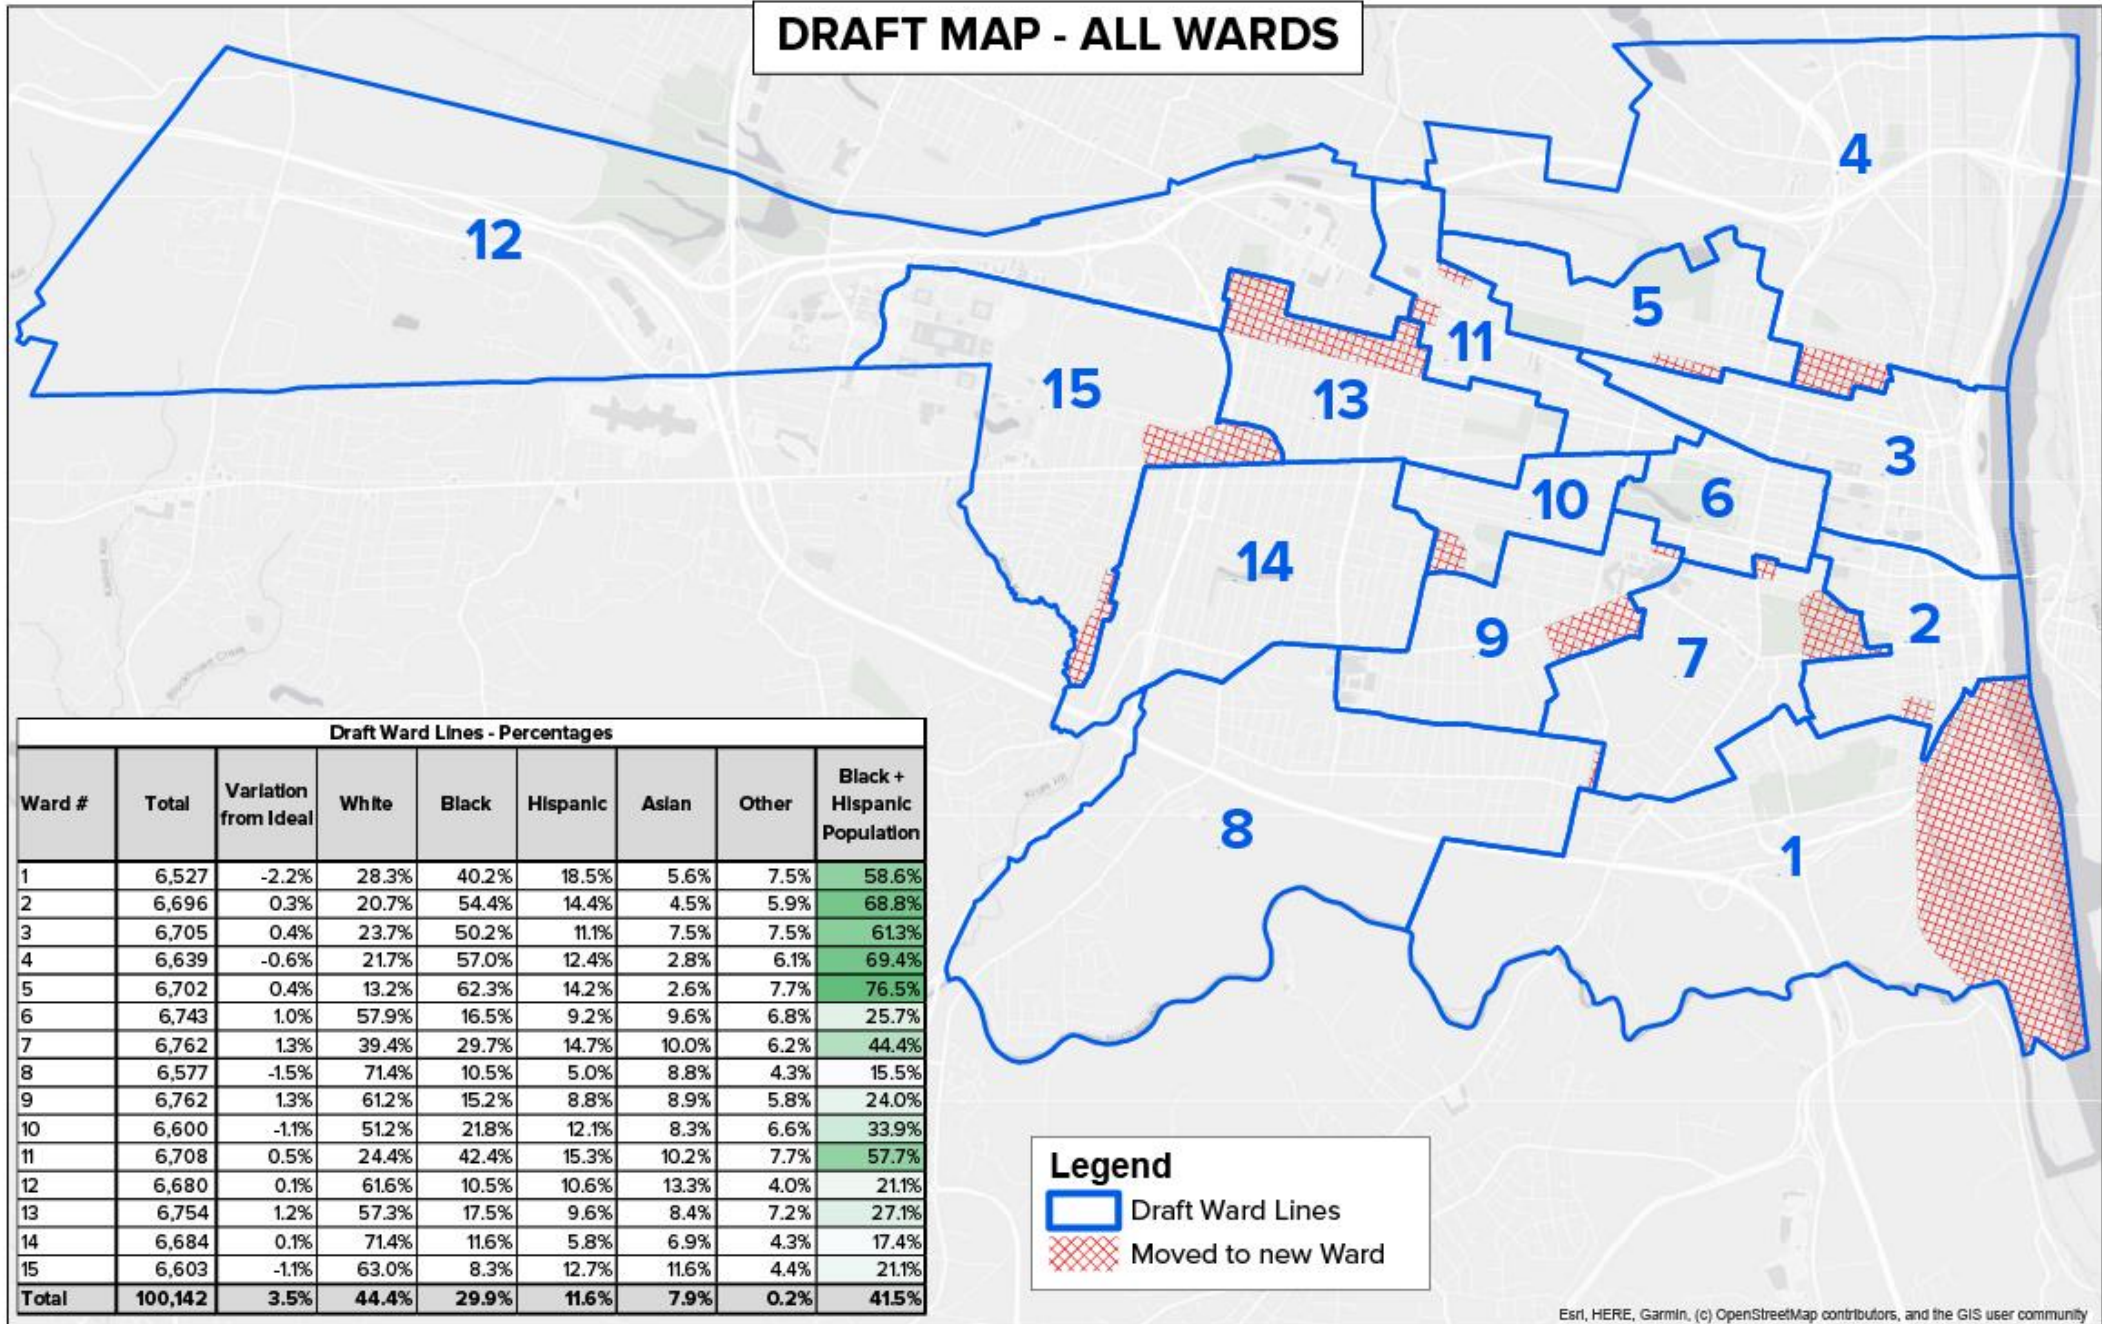 DRAFT MAP - ALL WARDS
4
12
5
11
15
13
3
10
6
14
2
9
7
8
1
Draft Ward Lines - Percentages
Ward # Total Variation from Ideal White Black Hispanic Asian Other Black + Hispanic Population
1 6,527 -2.2% 28.3% 40.2% 18.5% 5.6% 7.5% 58.6%
2 6,696 0.3% 20.7% 54.4% 14.4% 4.5% 5.9% 68.8%
3 6,705 0.4% 23.7% 50.2% 11.1% 7.5% 7.5% 61.3%
4 6,639 -0.6% 21.7% 57.0% 12.4% 2.8% 6.1% 69.4%
5 6,702 0.4% 13.2% 62.3% 14.2% 2.6% 7.7% 76.5%
6 6,743 1.0% 57.9% 16.5% 9.2% 9.6% 6.8% 25.7%
7 6,762 1.3% 39.4% 29.7% 14.7% 10.0% 6.2% 44.4%
8 6,577 -1.5% 71.4% 10.5% 5.0% 8.8% 4.3% 15.5%
9 6,762 1.3% 61.2% 15.2% 8.8% 8.9% 5.8% 24.0%
10 6,600 -1.1% 51.2% 21.8% 12.1% 8.3% 6.6% 33.9%
11 6,708 0.5% 24.4% 42.4% 15.3% 10.2% 7.7% 57.7%
12 6,680 0.1% 61.6% 10.5% 10.6% 13.3% 4.0% 21.1%
13 6,754 1.2% 57.3% 17.5% 9.6% 8.4% 7.2% 27.1%
14 6,684 0.1% 71.4% 11.6% 5.8% 6.9% 4.3% 17.4%
15 6,603 -1.1% 63.0% 8.3% 12.7% 11.6% 4.4% 21.1%
Total 100,142 3.5% 44.4% 29.9% 11.6% 7.9% 0.2% 41.5%
Legend
Draft Ward Lines
Moved to new Ward
Esri, HERE, Garmin, (c) OpenStreetMap contributors, and the GIS user community